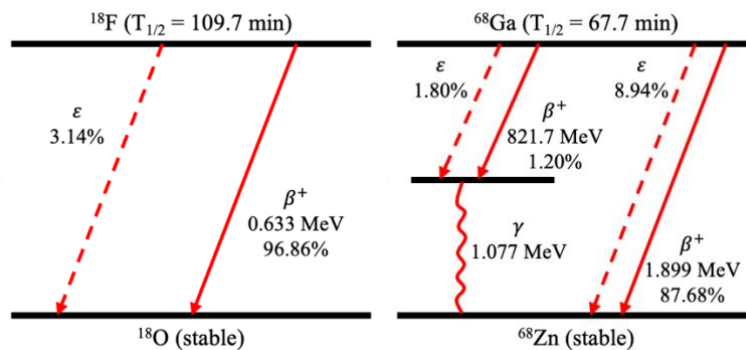 ¹⁸F (T₁/₂ = 109.7 min)
ε
3.14%
β⁺
0.633 MeV
96.86%
¹⁸O (stable)
⁶⁸Ga (T₁/₂ = 67.7 min)
ε
1.80%
β⁺
821.7 MeV
1.20%
ε
8.94%
γ
1.077 MeV
β⁺
1.899 MeV
87.68%
⁶⁸Zn (stable)